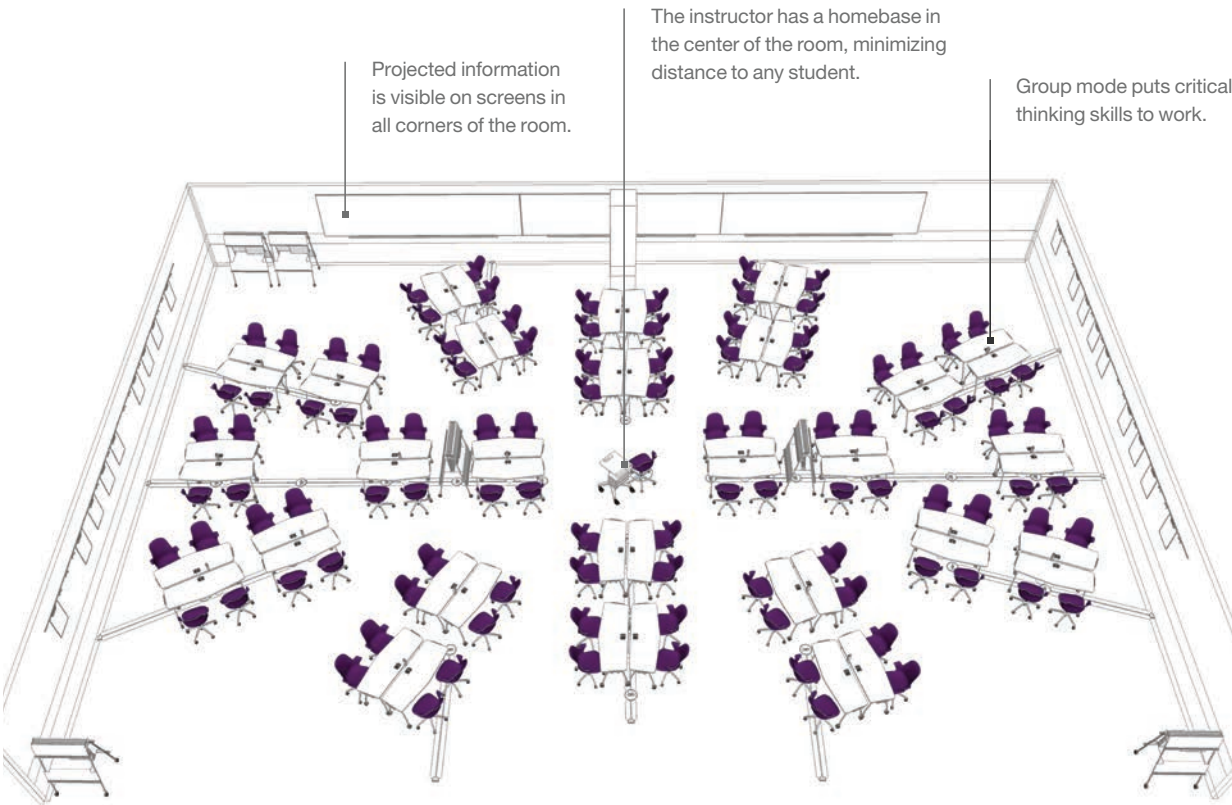 Projected information
is visible on screens in
all corners of the room.
The instructor has a homebase in
the center of the room, minimizing
distance to any student.
Group mode puts critical
thinking skills to work.